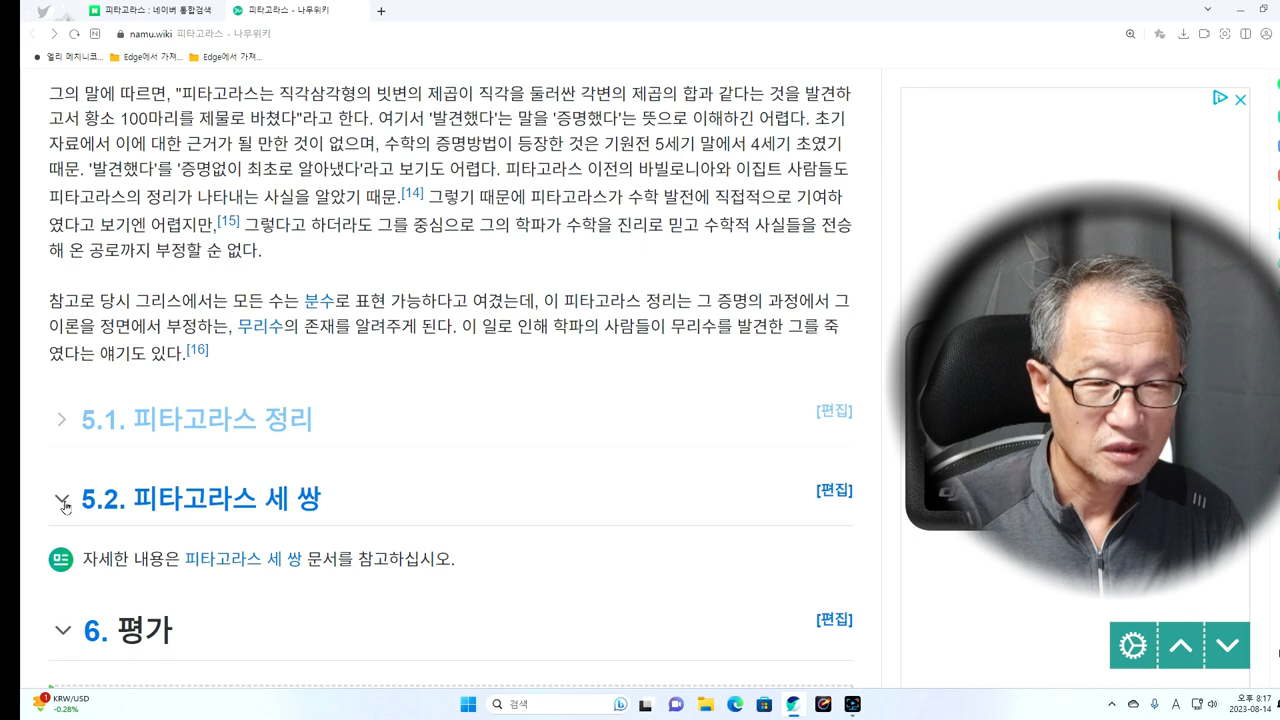 피타고라스 : 네이버 통합검색
피타고라스 - 나무위키
namu.wiki 피타고라스 - 나무위키
엘리 메치니코...
Edge에서 가져...
Edge에서 가져...
그의 말에 따르면, "피타고라스는 직각삼각형의 빗변의 제곱이 직각을 둘러싼 각변의 제곱의 합과 같다는 것을 발견하
고서 황소 100마리를 제물로 바쳤다"라고 한다. 여기서 '발견했다'는 말을 '증명했다'는 뜻으로 이해하긴 어렵다. 초기
자료에서 이에 대한 근거가 될 만한 것이 없으며, 수학의 증명방법이 등장한 것은 기원전 5세기 말에서 4세기 초였기
때문. '발견했다'를 '증명없이 최초로 알아냈다'라고 보기도 어렵다. 피타고라스 이전의 바빌로니아와 이집트 사람들도
피타고라스의 정리가 나타내는 사실을 알았기 때문.[14] 그렇기 때문에 피타고라스가 수학 발전에 직접적으로 기여하
였다고 보기엔 어렵지만,[15] 그렇다고 하더라도 그를 중심으로 그의 학파가 수학을 진리로 믿고 수학적 사실들을 전승
해 온 공로까지 부정할 순 없다.
참고로 당시 그리스에서는 모든 수는 분수로 표현 가능하다고 여겼는데, 이 피타고라스 정리는 그 증명의 과정에서 그
이론을 정면에서 부정하는, 무리수의 존재를 알려주게 된다. 이 일로 인해 학파의 사람들이 무리수를 발견한 그를 죽
였다는 얘기도 있다.[16]
5.1. 피타고라스 정리
[편집]
5.2. 피타고라스 세 쌍
[편집]
자세한 내용은 피타고라스 세 쌍 문서를 참고하십시오.
6. 평가
[편집]
1
KRW/USD
-0.28%
검색
A
오후 8:17
2023-08-14